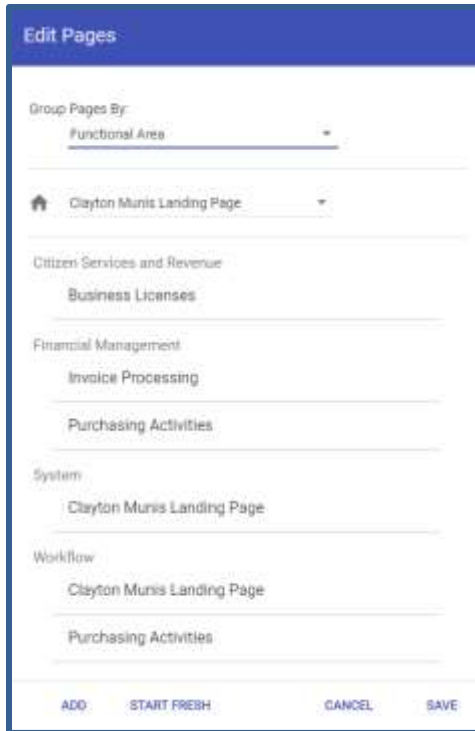 Edit Pages
Group Pages By:
Functional Area
Clayton Munis Landing Page
Citizen Services and Revenue
Business Licenses
Financial Management
Invoice Processing
Purchasing Activities
System
Clayton Munis Landing Page
Workflow
Clayton Munis Landing Page
Purchasing Activities
ADD START FRESH CANCEL SAVE